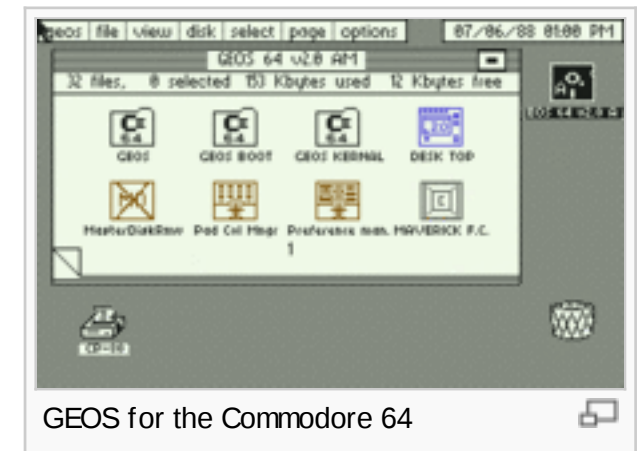 geos file view disk select page options 07/06/88 01:00 PM
GEOS 64 v2.0 AM
32 files, 0 selected 153 Kbytes used 12 Kbytes free
GEOS GEOS BOOT GEOS KERNAL DESK TOP
Pad Col Mngr Preference man. MAVERICK F.C.
1
GEOS for the Commodore 64